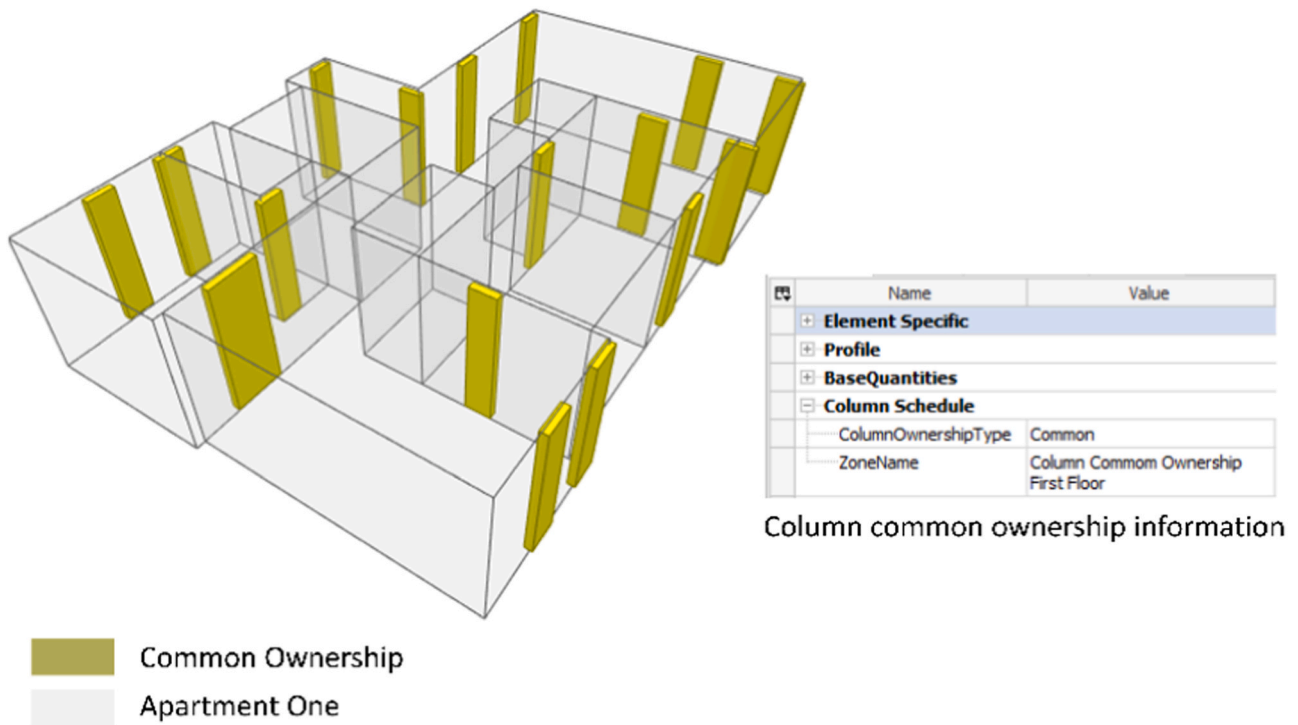 Name Value
Element Specific
Profile
BaseQuantities
Column Schedule
ColumnOwnershipType Common
ZoneName Column Commom Ownership
First Floor
Column common ownership information
Common Ownership
Apartment One